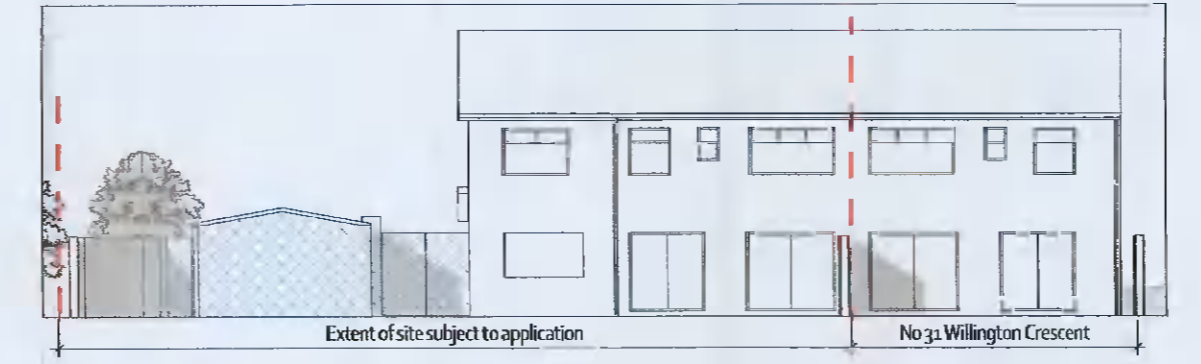 Extent of site subject to application
No 31 Willington Crescent